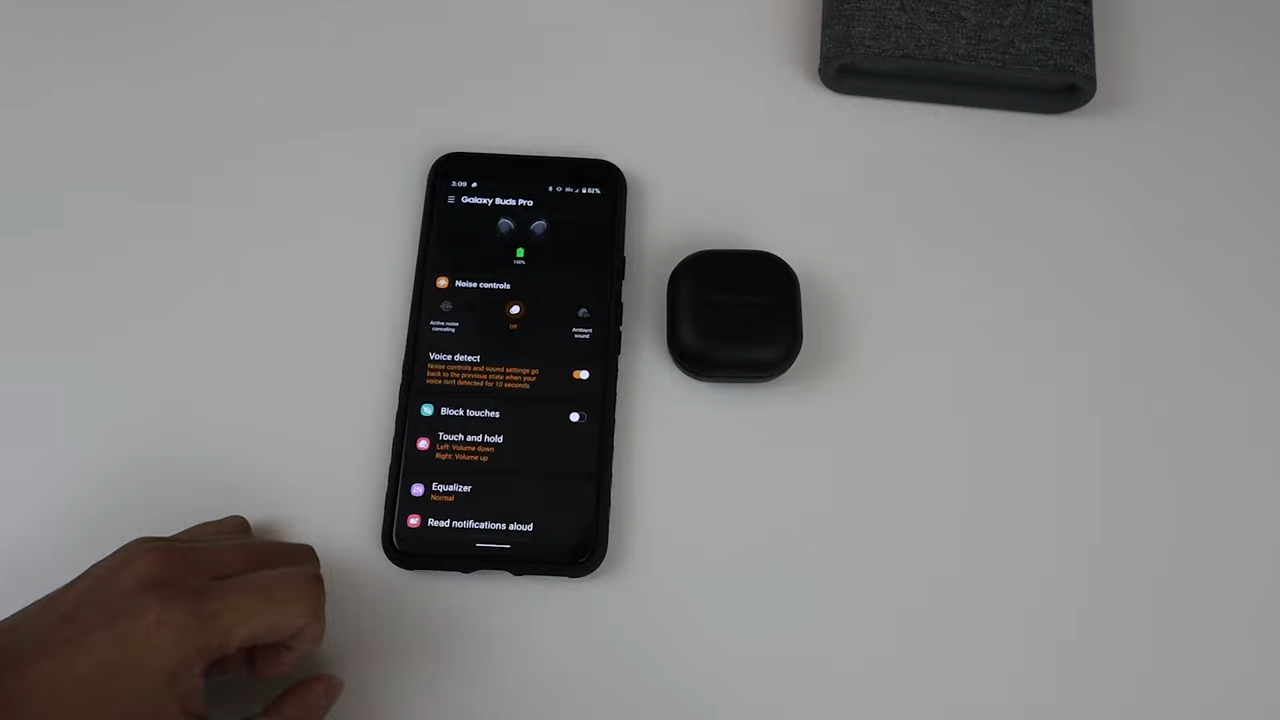 3:09
61%
Galaxy Buds Pro
100%
Noise controls
Active noise
canceling
Off
Ambient
sound
Voice detect
Noise controls and sound settings go
back to the previous state when your
voice isn't detected for 10 seconds
Block touches
Touch and hold
Left: Volume down
Right: Volume up
Equalizer
Normal
Read notifications aloud